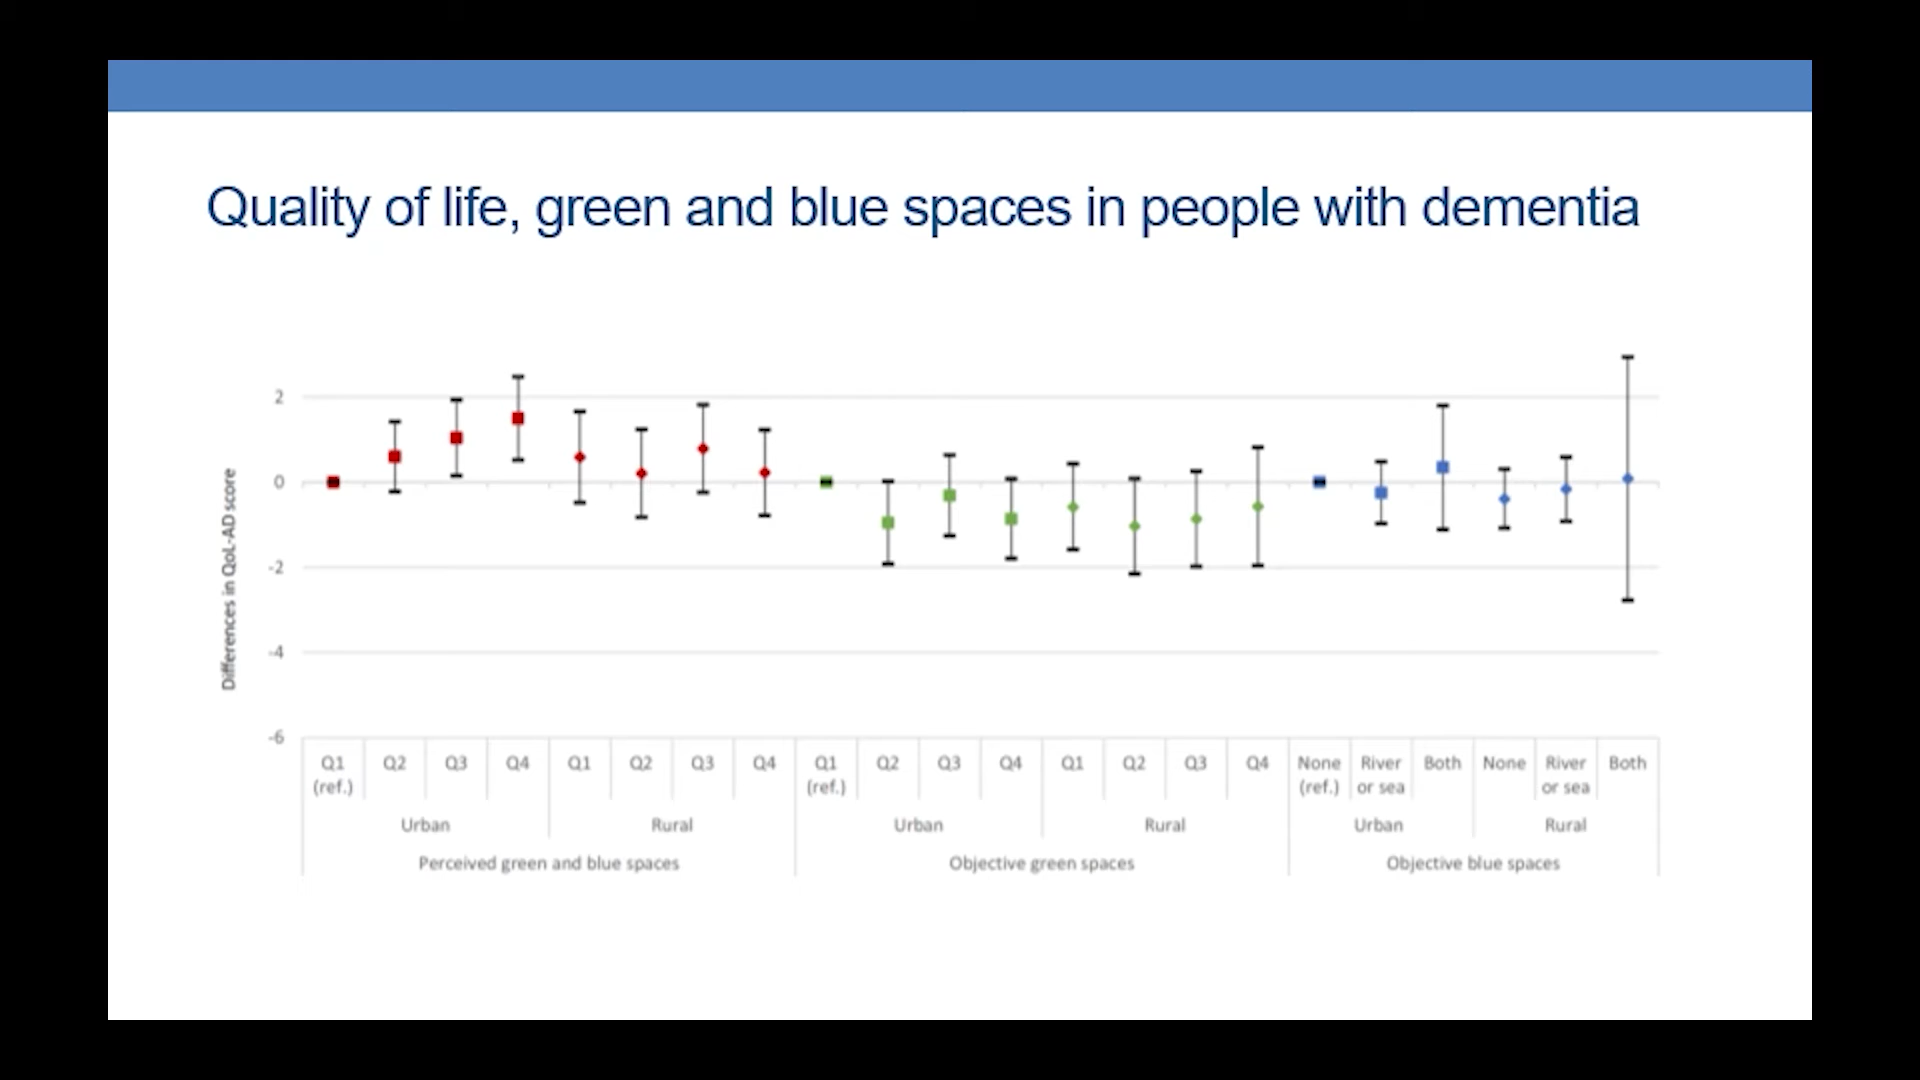 Quality of life, green and blue spaces in people with dementia
Differences in QoL-AD score
2
0
-2
-4
-6
Q1 Q2 Q3 Q4 Q1 Q2 Q3 Q4 Q1 Q2 Q3 Q4 Q1 Q2 Q3 Q4 None River Both None River Both
(ref.) (ref.) (ref.) or sea or sea
Urban Rural Urban Rural Urban Rural
Perceived green and blue spaces Objective green spaces Objective blue spaces